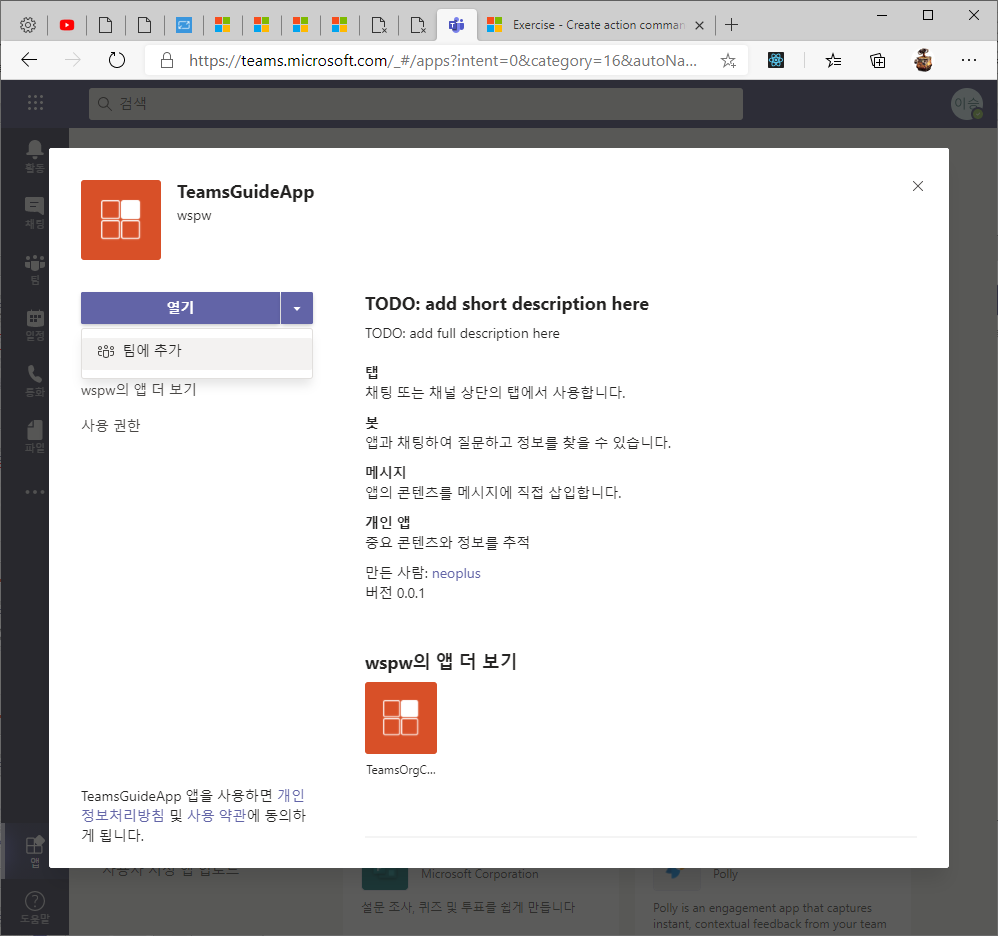 Exercise - Create action comman
https://teams.microsoft.com/_#/apps?intent=0&category=16&autoNa...
검색
이승
활동
채팅
팀
일정
통화
파일
TeamsGuideApp
wspw
열기
팀에 추가
wspw의 앱 더 보기
사용 권한
TODO: add short description here
TODO: add full description here
탭
채팅 또는 채널 상단의 탭에서 사용합니다.
봇
앱과 채팅하여 질문하고 정보를 찾을 수 있습니다.
메시지
앱의 콘텐츠를 메시지에 직접 삽입합니다.
개인 앱
중요 콘텐츠와 정보를 추적
만든 사람: neoplus
버전 0.0.1
wspw의 앱 더 보기
TeamsOrgC...
TeamsGuideApp 앱을 사용하면 개인
정보처리방침 및 사용 약관에 동의하
게 됩니다.
앱
도움말
사용자 지정 앱 업로드
Microsoft Corporation
설문 조사, 퀴즈 및 투표를 쉽게 만듭니다
Polly
Polly is an engagement app that captures
instant, contextual feedback from your team